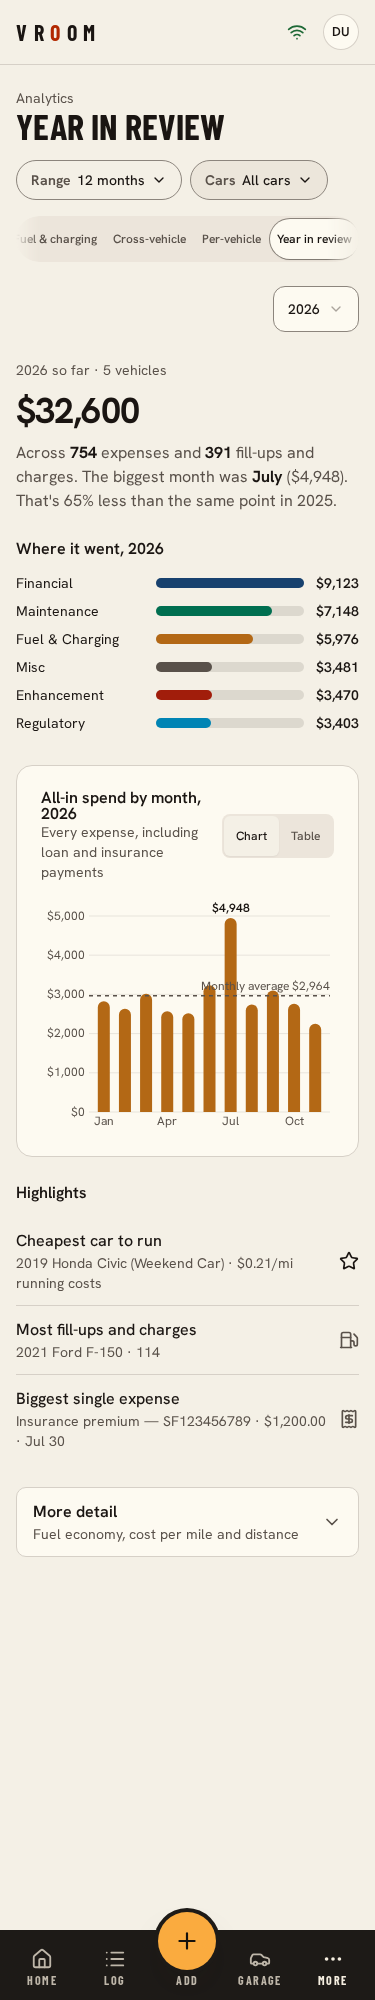 VROOM
DU
Analytics
YEAR IN REVIEW
Range 12 months
Cars All cars
uel & charging Cross-vehicle Per-vehicle Year in review
2026
2026 so far · 5 vehicles
$32,600
Across 754 expenses and 391 fill-ups and
charges. The biggest month was July ($4,948).
That's 65% less than the same point in 2025.
Where it went, 2026
Financial $9,123
Maintenance $7,148
Fuel & Charging $5,976
Misc $3,481
Enhancement $3,470
Regulatory $3,403
All-in spend by month,
2026
Every expense, including
loan and insurance
payments
Chart Table
$4,948
$5,000
$4,000
Monthly average $2,964
$3,000
$2,000
$1,000
$0
Jan Apr Jul Oct
Highlights
Cheapest car to run
2019 Honda Civic (Weekend Car) · $0.21/mi
running costs
Most fill-ups and charges
2021 Ford F-150 · 114
Biggest single expense
Insurance premium — SF123456789 · $1,200.00
· Jul 30
More detail
Fuel economy, cost per mile and distance
HOME LOG ADD GARAGE MORE